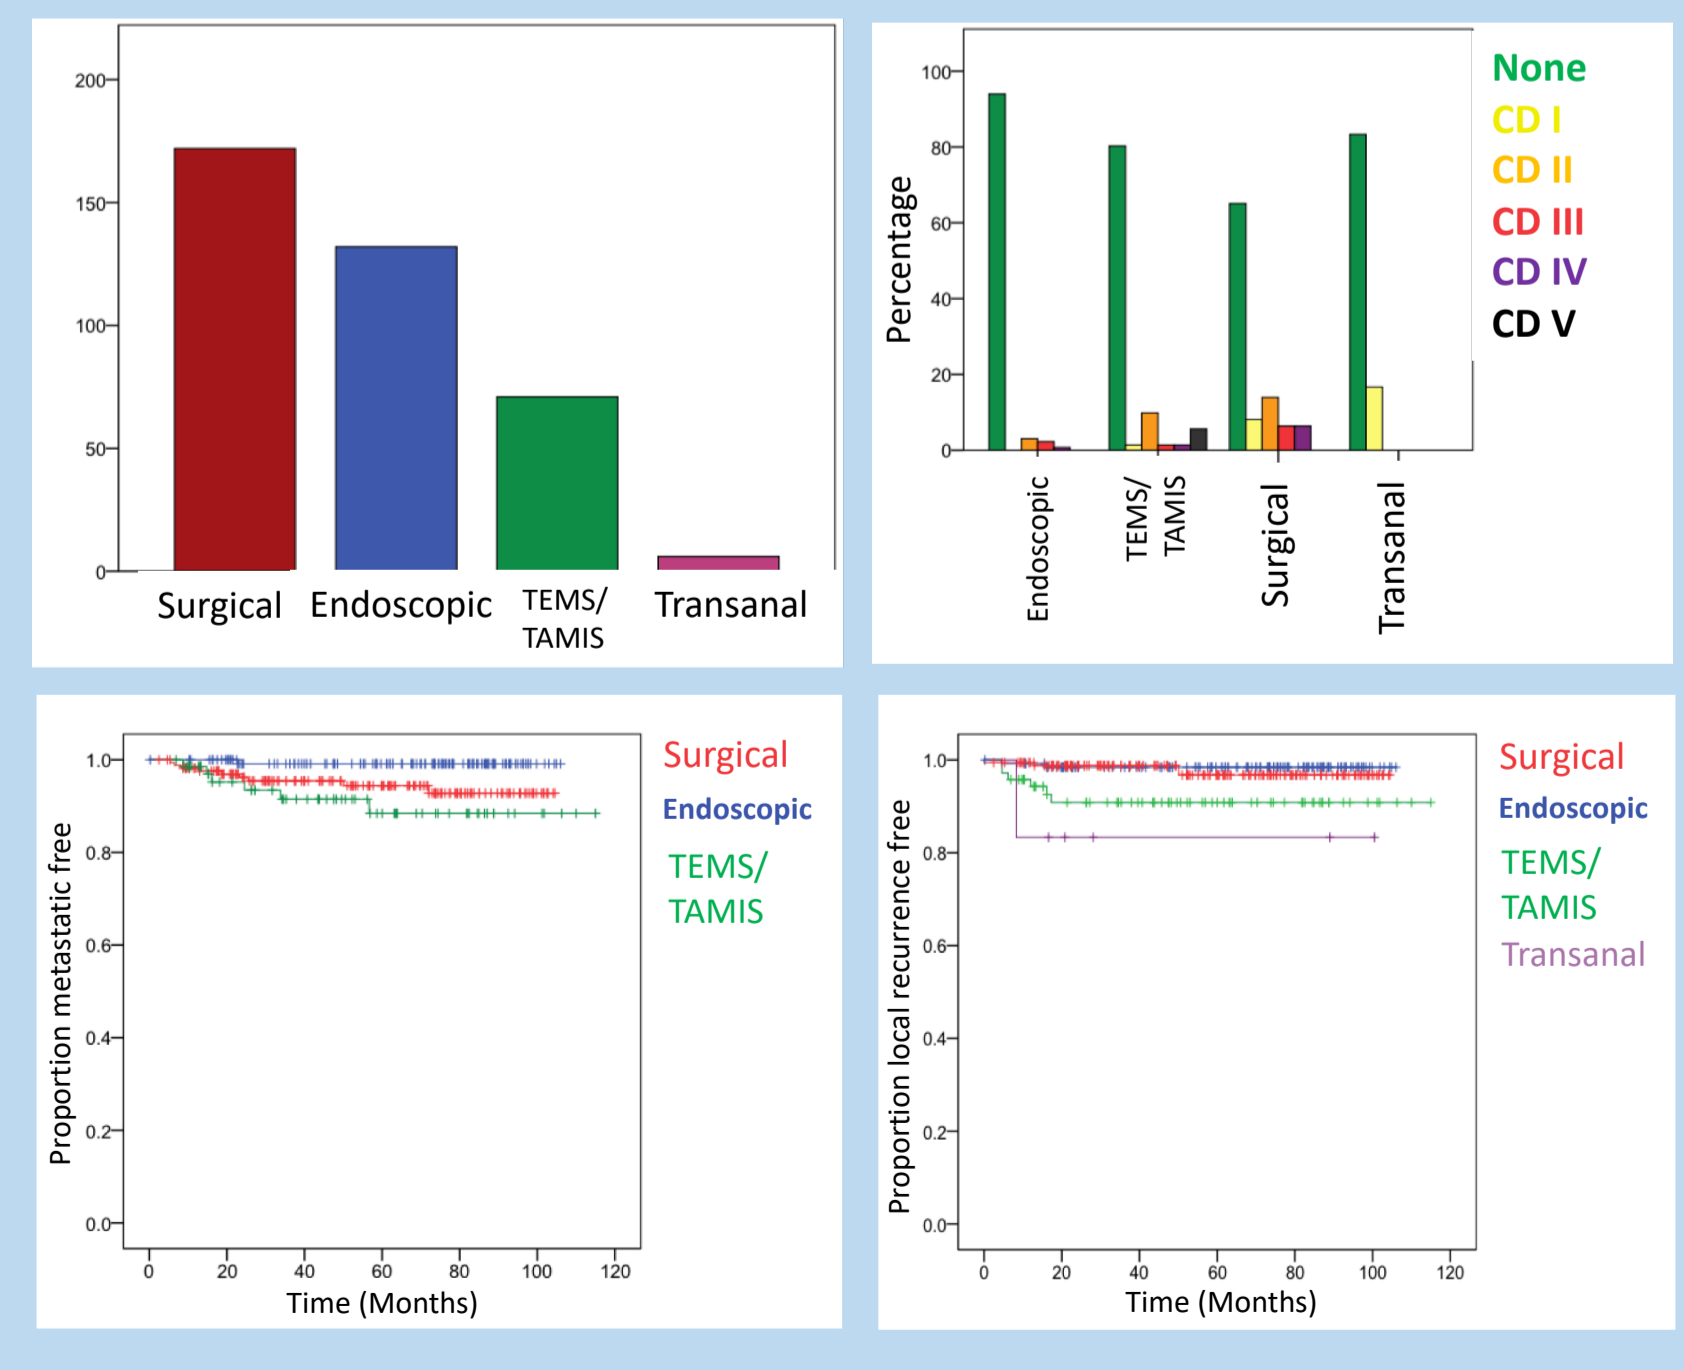 200
150
100
50
0
Surgical
Endoscopic
TEMS/
TAMIS
Transanal
Percentage
100
80
60
40
20
0
Endoscopic
TEMS/
TAMIS
Surgical
Transanal
None
CD I
CD II
CD III
CD IV
CD V
Proportion metastatic free
1.0
0.8
0.6
0.4
0.2
0.0
0 20 40 60 80 100 120
Time (Months)
Surgical
Endoscopic
TEMS/
TAMIS
Proportion local recurrence free
1.0
0.8
0.6
0.4
0.2
0.0
0 20 40 60 80 100 120
Time (Months)
Surgical
Endoscopic
TEMS/
TAMIS
Transanal